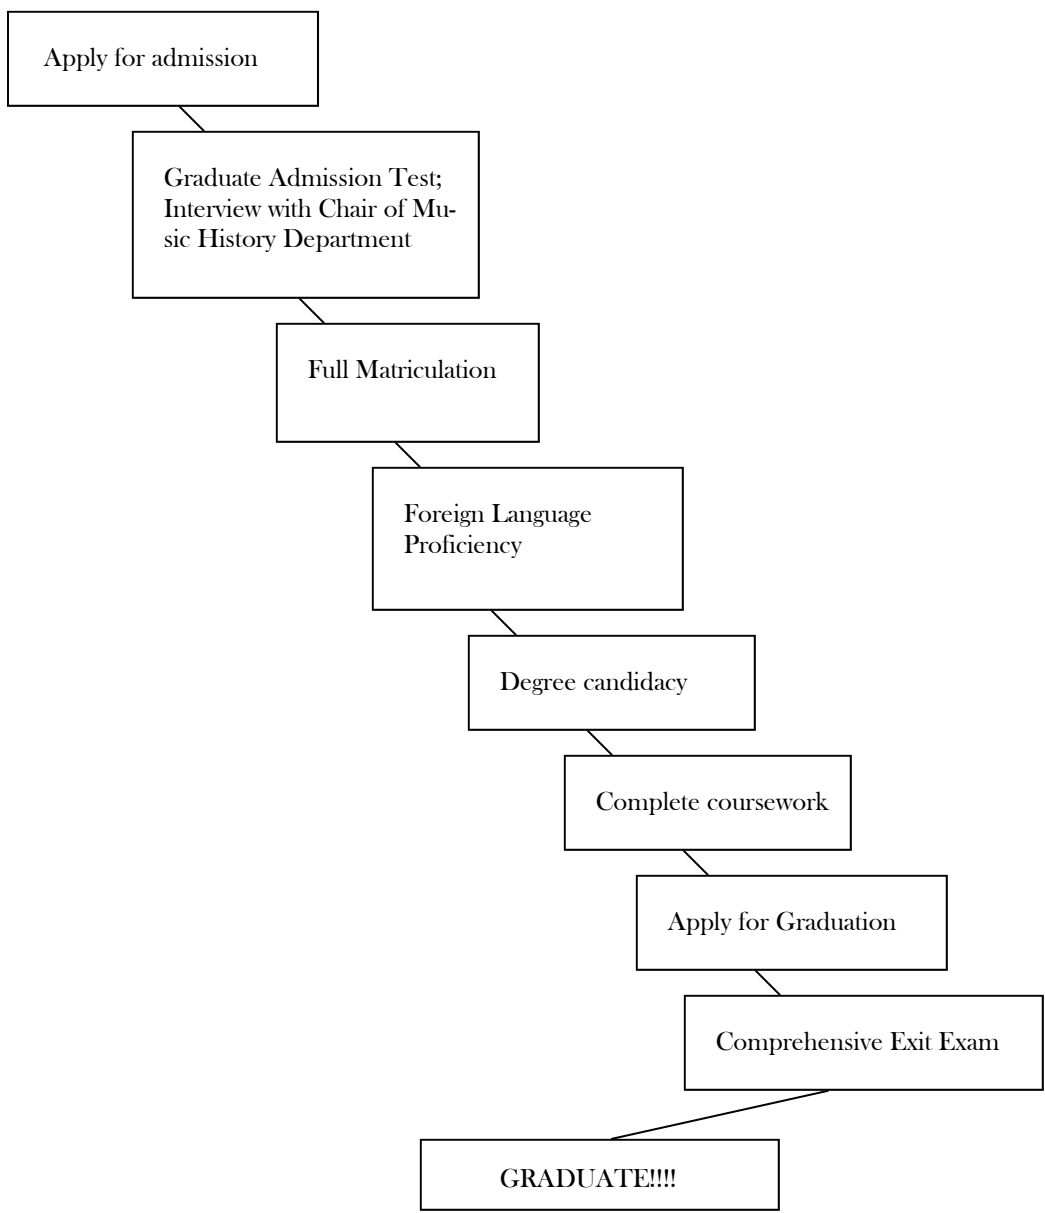 Apply for admission
Graduate Admission Test;
Interview with Chair of Mu-
sic History Department
Full Matriculation
Foreign Language
Proficiency
Degree candidacy
Complete coursework
Apply for Graduation
Comprehensive Exit Exam
GRADUATE!!!!